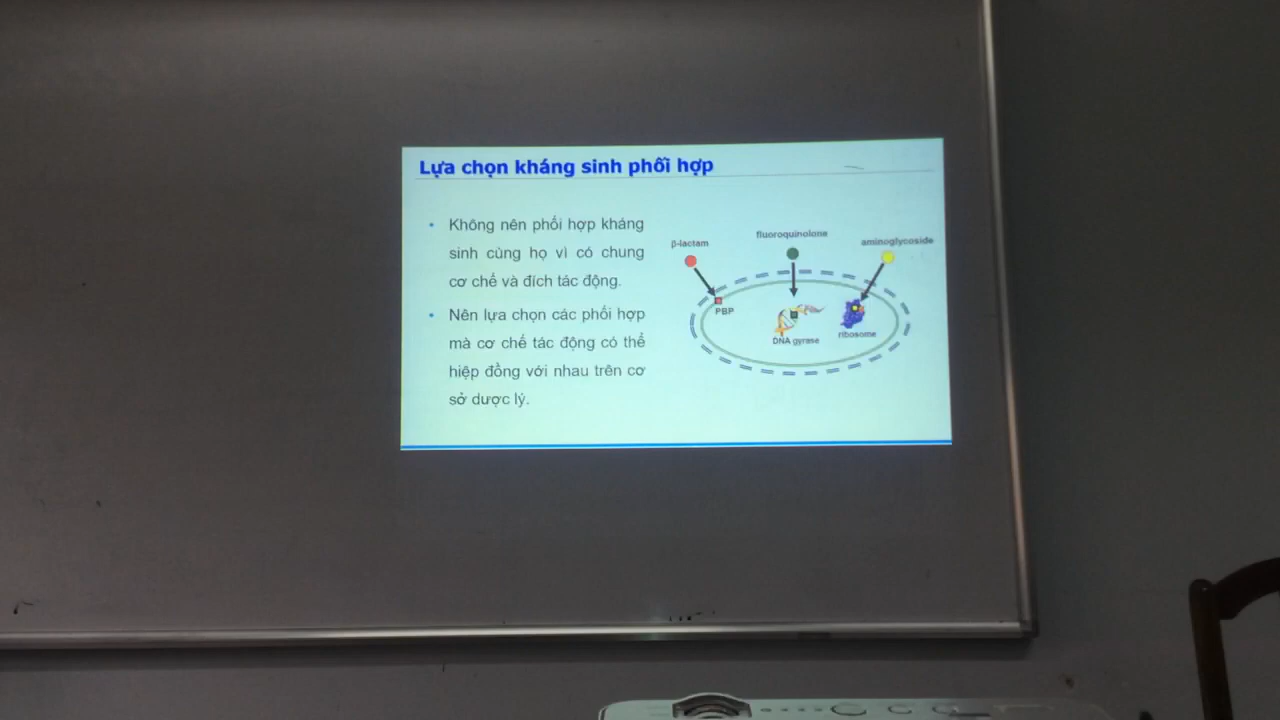 Lựa chọn kháng sinh phối hợp
• Không nên phối hợp kháng
sinh cùng họ vì có chung
cơ chế và đích tác động.
• Nên lựa chọn các phối hợp
mà cơ chế tác động có thể
hiệp đồng với nhau trên cơ
sở dược lý.
β-lactam
fluoroquinolone
aminoglycoside
PBP
DNA gyrase
ribosome